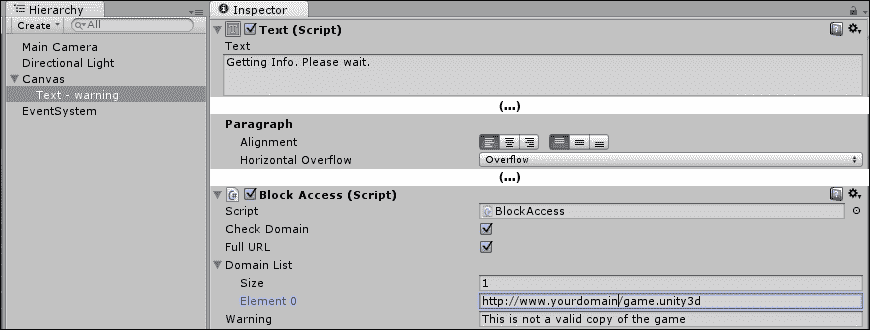 Hierarchy
Create
All
Main Camera
Directional Light
Canvas
Text - warning
EventSystem
Inspector
Text (Script)
Text
Getting Info. Please wait.
(...)
Paragraph
Alignment
Horizontal Overflow Overflow
(...)
Block Access (Script)
Script BlockAccess
Check Domain
Full URL
Domain List
Size 1
Element 0 http://www.yourdomain/game.unity3d
Warning This is not a valid copy of the game